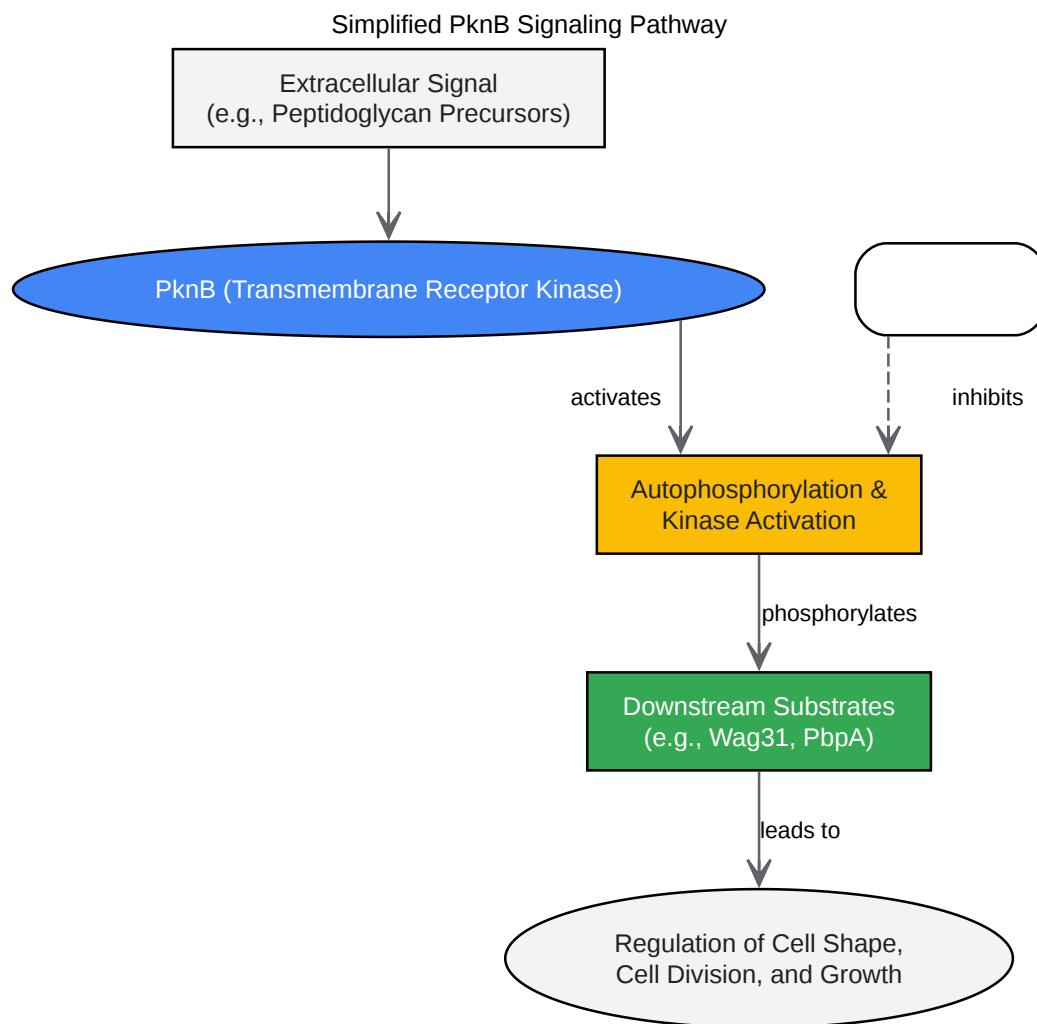 Simplified PknB Signaling Pathway
Extracellular Signal
(e.g., Peptidoglycan Precursors)
PknB (Transmembrane Receptor Kinase)
activates
inhibits
Autophosphorylation &
Kinase Activation
phosphorylates
Downstream Substrates
(e.g., Wag31, PbpA)
leads to
Regulation of Cell Shape,
Cell Division, and Growth